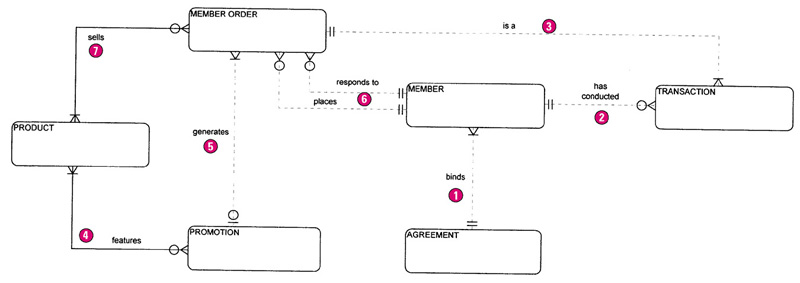 MEMBER ORDER
is a
3
sells
7
responds to
6
places
MEMBER
has
conducted
2
TRANSACTION
PRODUCT
generates
5
binds
1
4
features
PROMOTION
AGREEMENT